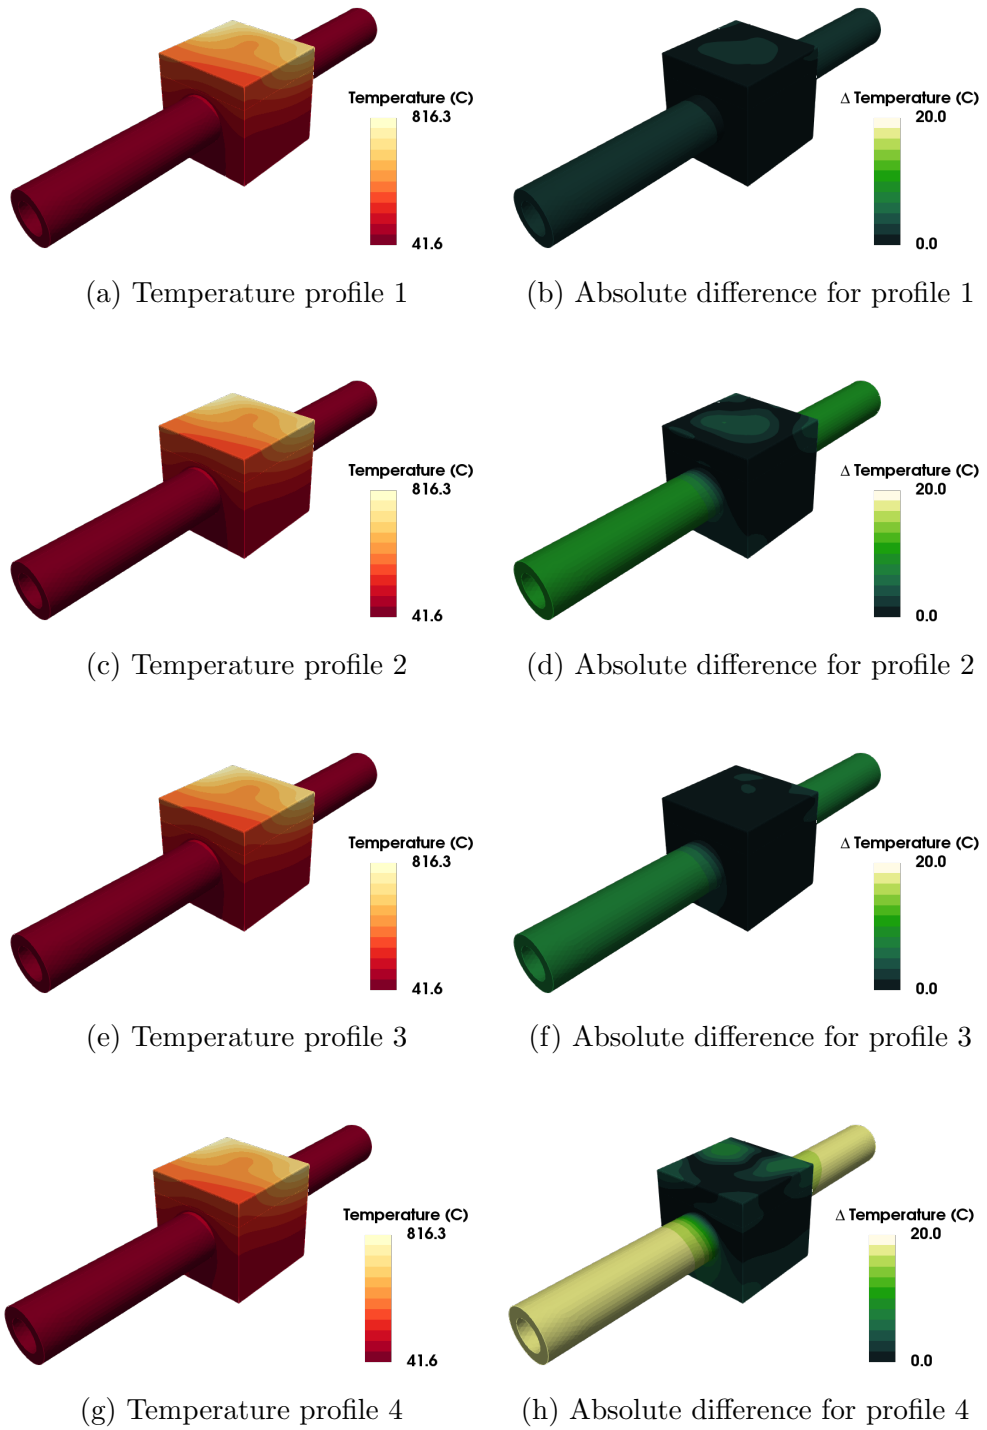 Temperature (C)
816.3
41.6
Δ Temperature (C)
20.0
0.0
(a) Temperature profile 1
(b) Absolute difference for profile 1
Temperature (C)
816.3
41.6
Δ Temperature (C)
20.0
0.0
(c) Temperature profile 2
(d) Absolute difference for profile 2
Temperature (C)
816.3
41.6
Δ Temperature (C)
20.0
0.0
(e) Temperature profile 3
(f) Absolute difference for profile 3
Temperature (C)
816.3
41.6
Δ Temperature (C)
20.0
0.0
(g) Temperature profile 4
(h) Absolute difference for profile 4